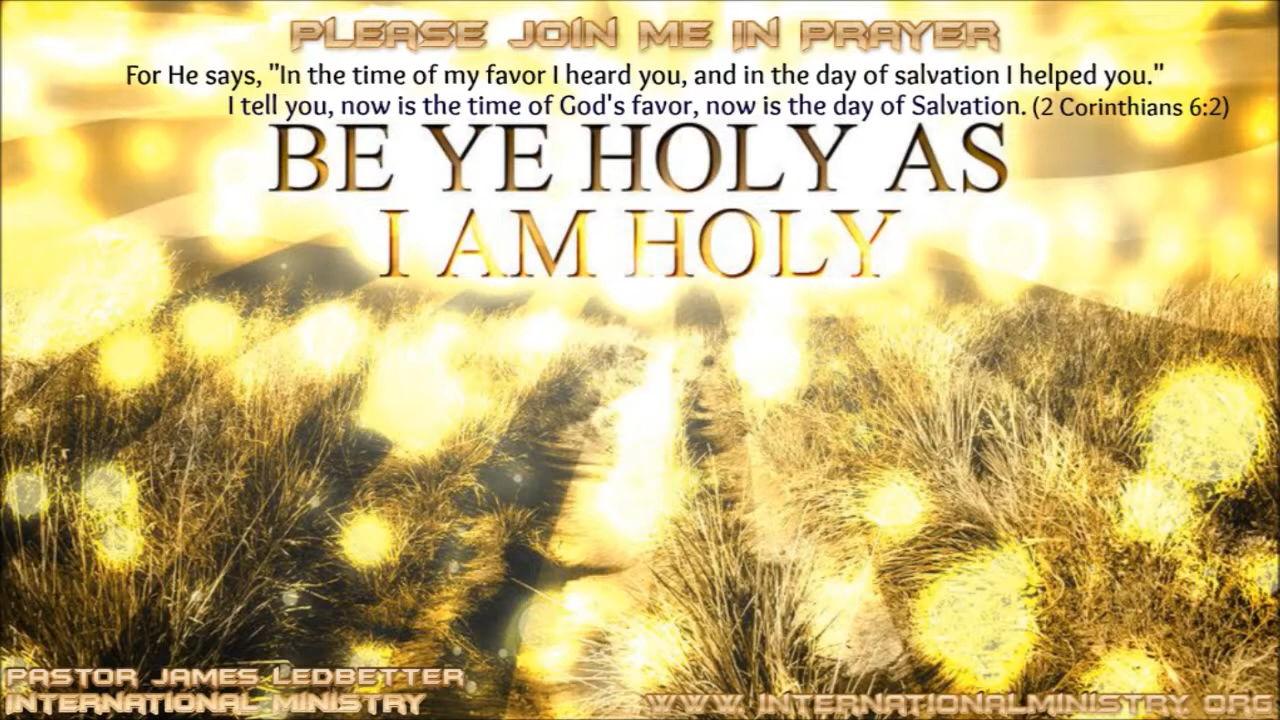 PLEASE JOIN ME IN PRAYER
For He says, "In the time of my favor I heard you, and in the day of salvation I helped you."
I tell you, now is the time of God's favor, now is the day of Salvation. (2 Corinthians 6:2)
BE YE HOLY AS
I AM HOLY
PASTOR JAMES LEDBETTER
INTERNATIONAL MINISTRY
WWW. INTERNATIONALMINISTRY. ORG